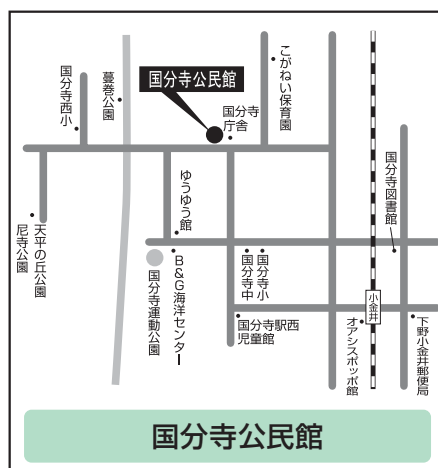 国分寺西小
蔓巻公園
国分寺公民館
国分寺
庁舎
こがねい保育園
国分寺図書館
天平の丘公園
尼寺公園
ゆうゆう館
B&G海洋センター
国分寺運動公園
国分寺小
国分寺中
国分寺駅西
児童館
小金井
オアシスポッポ館
下野小金井郵便局
国分寺公民館